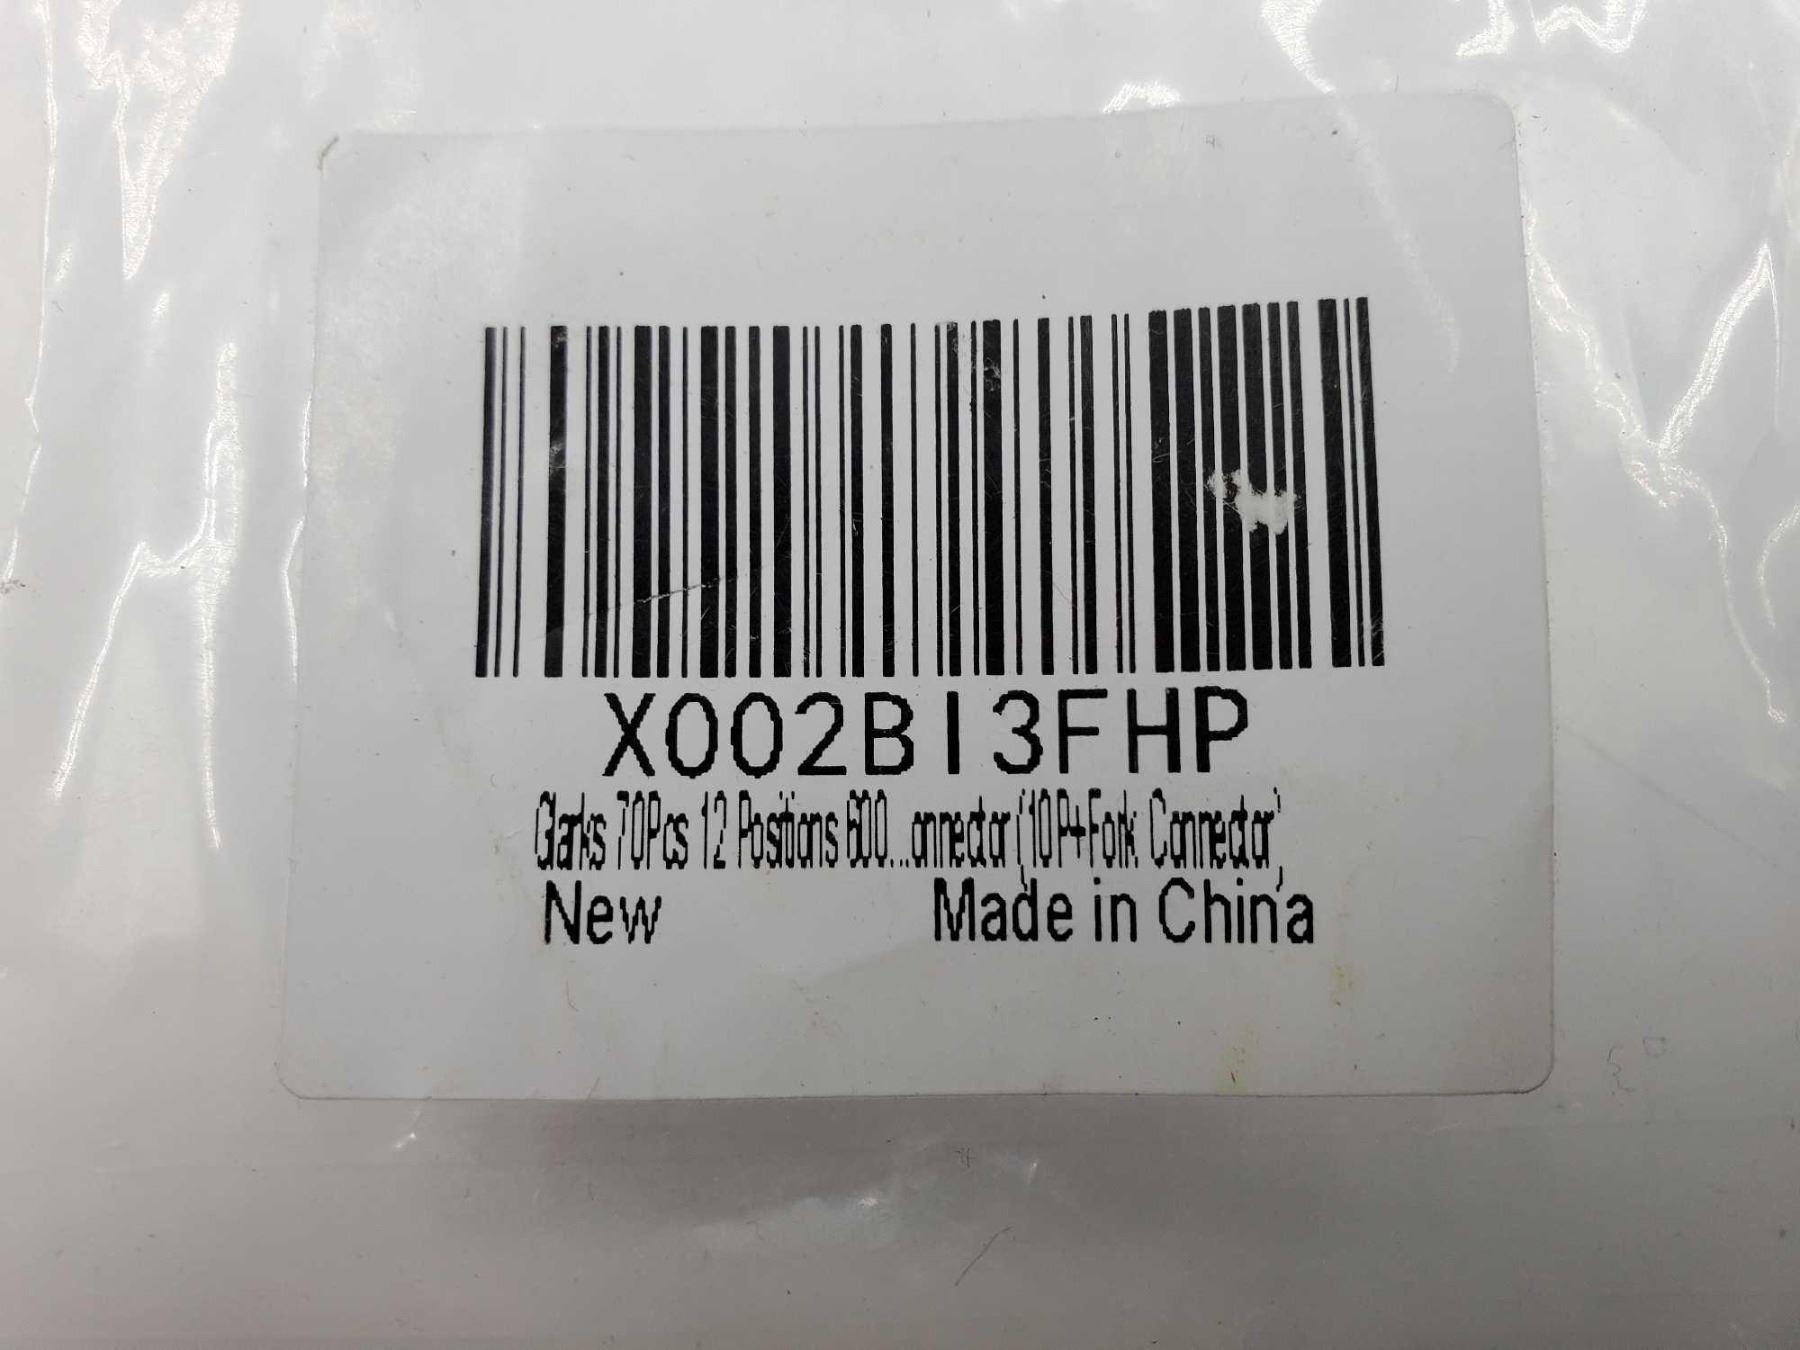 X002BI3FHP
Glarks 70Pcs 12 Positions 600...onnector (10P+Fork Connector)
New Made in China